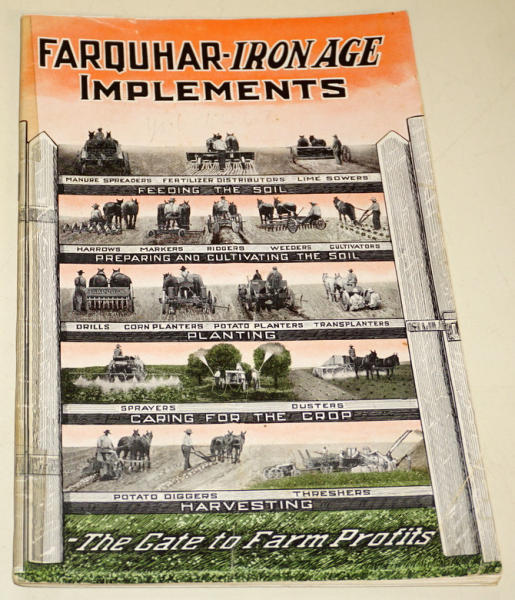 FARQUHAR-IRON AGE
IMPLEMENTS
MANURE SPREADERS FERTILIZER DISTRIBUTORS LIME SOWERS
FEEDING THE SOIL
HARROWS MARKERS RIDGERS WEEDERS CULTIVATORS
PREPARING AND CULTIVATING THE SOIL
DRILLS CORN PLANTERS POTATO PLANTERS TRANSPLANTERS
PLANTING
SPRAYERS DUSTERS
CARING FOR THE CROP
POTATO DIGGERS THRESHERS
HARVESTING
-The Gate to Farm Profits